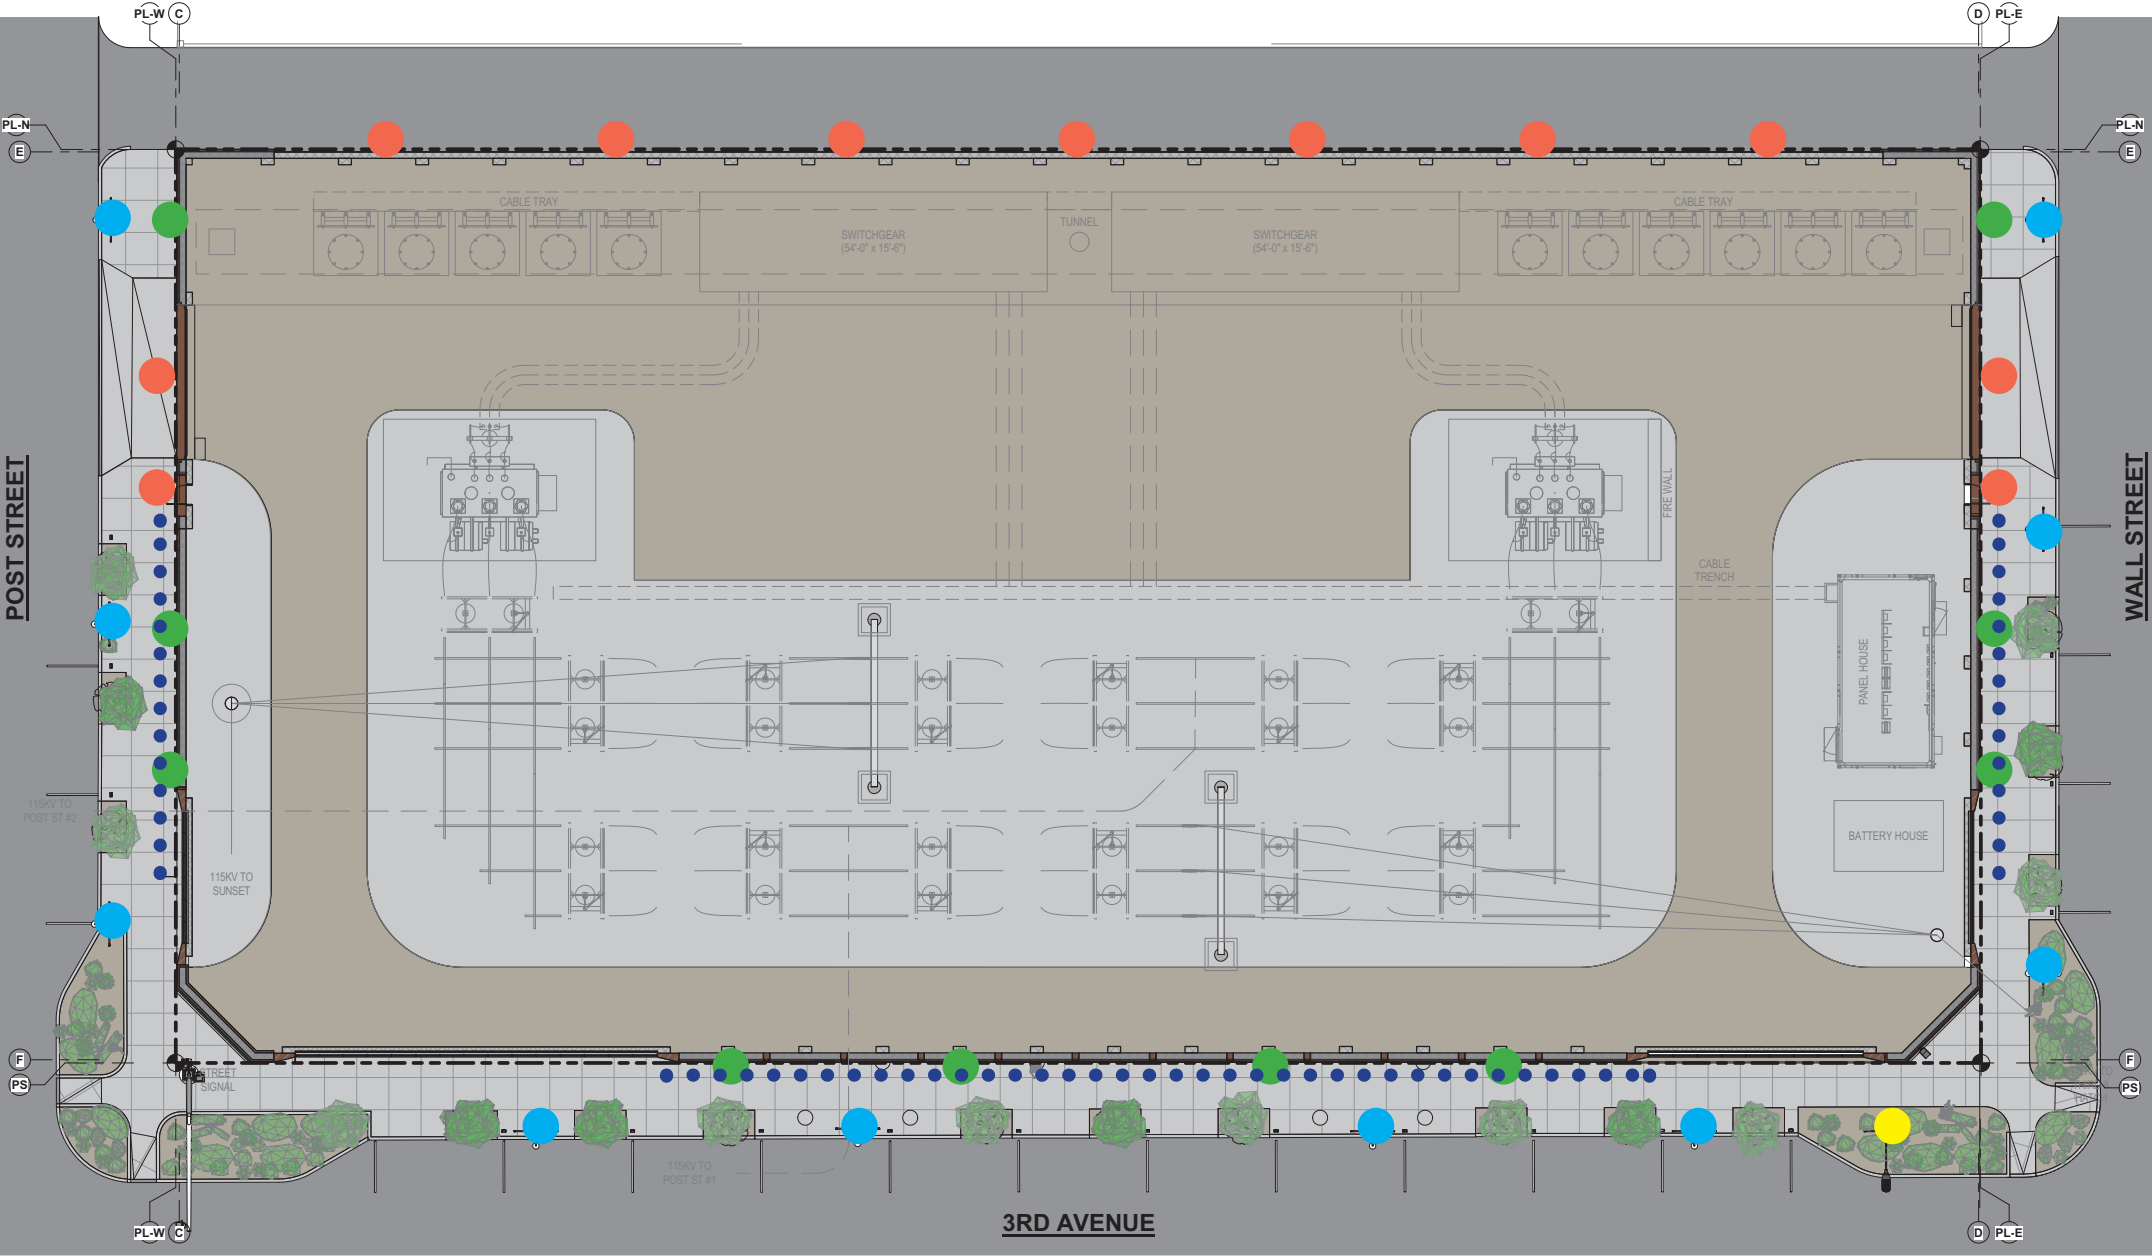 PL-W C
D PL-E
PL-N
PL-N
E
E
CABLE TRAY
CABLE TRAY
TUNNEL
SWITCHGEAR
(54'-0" x 15'-6")
SWITCHGEAR
(54'-0" x 15'-6")
POST STREET
WALL STREET
FIRE WALL
CABLE
TRENCH
PANEL HOUSE
115KV TO
POST ST #2
BATTERY HOUSE
115KV TO
SUNSET
F
F
PS
PS
STREET
SIGNAL
115KV TO
POST ST #1
3RD AVENUE
PL-W C
D PL-E